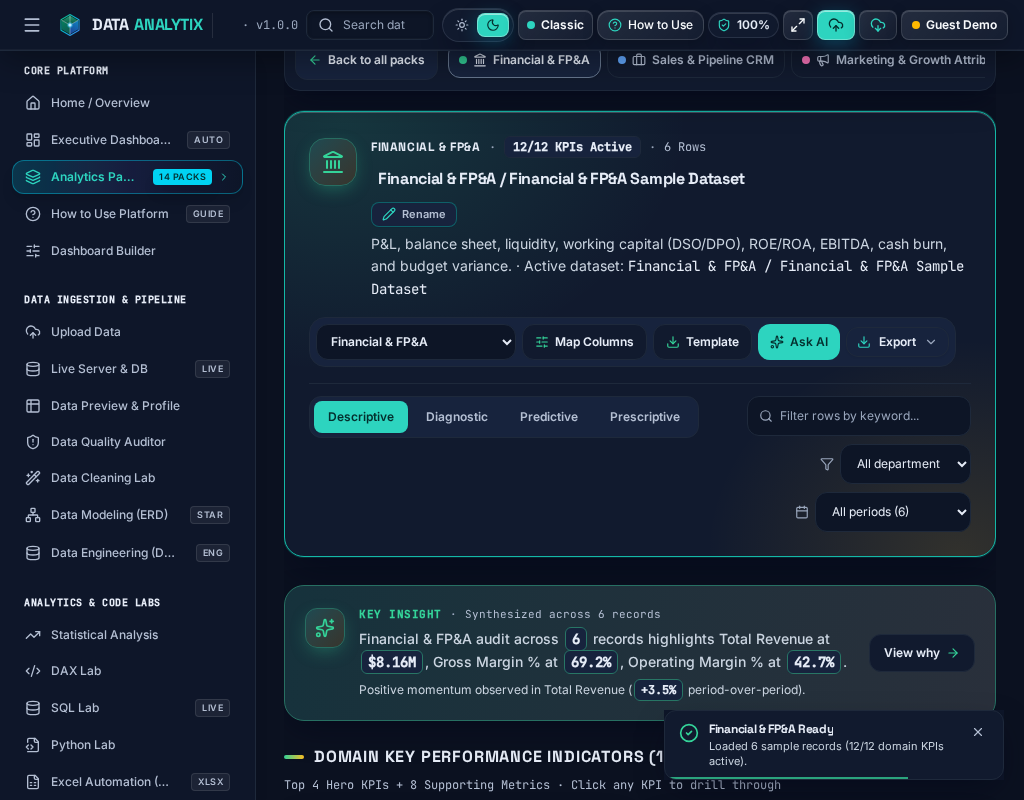 DATA ANALYTIX
· v1.0.0
Search dat
Classic
How to Use
100%
Guest Demo
CORE PLATFORM
Home / Overview
Executive Dashboa... AUTO
Analytics Pa... 14 PACKS
How to Use Platform GUIDE
Dashboard Builder
DATA INGESTION & PIPELINE
Upload Data
Live Server & DB LIVE
Data Preview & Profile
Data Quality Auditor
Data Cleaning Lab
Data Modeling (ERD) STAR
Data Engineering (D... ENG
ANALYTICS & CODE LABS
Statistical Analysis
DAX Lab
SQL Lab LIVE
Python Lab
Excel Automation (... XLSX
Back to all packs
Financial & FP&A
Sales & Pipeline CRM
Marketing & Growth Attrib
FINANCIAL & FP&A · 12/12 KPIs Active · 6 Rows
Financial & FP&A / Financial & FP&A Sample Dataset
Rename
P&L, balance sheet, liquidity, working capital (DSO/DPO), ROE/ROA, EBITDA, cash burn,
and budget variance. · Active dataset: Financial & FP&A / Financial & FP&A Sample
Dataset
Financial & FP&A
Map Columns
Template
Ask AI
Export
Descriptive
Diagnostic
Predictive
Prescriptive
Filter rows by keyword...
All department
All periods (6)
KEY INSIGHT · Synthesized across 6 records
Financial & FP&A audit across 6 records highlights Total Revenue at
$8.16M , Gross Margin % at 69.2% , Operating Margin % at 42.7% .
Positive momentum observed in Total Revenue ( +3.5% period-over-period).
View why
DOMAIN KEY PERFORMANCE INDICATORS (1
Top 4 Hero KPIs + 8 Supporting Metrics · Click any KPI to drill through
Financial & FP&A Ready
Loaded 6 sample records (12/12 domain KPIs
active).